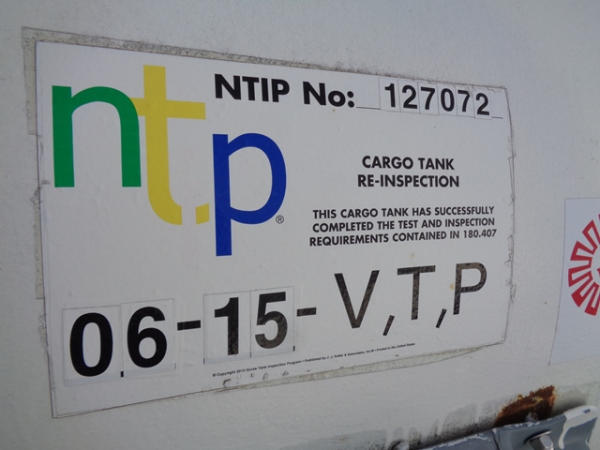 ntp®
NTIP No: 127072
CARGO TANK
RE-INSPECTION
THIS CARGO TANK HAS SUCCESSFULLY
COMPLETED THE TEST AND INSPECTION
REQUIREMENTS CONTAINED IN 180.407
06-15- V,T,P